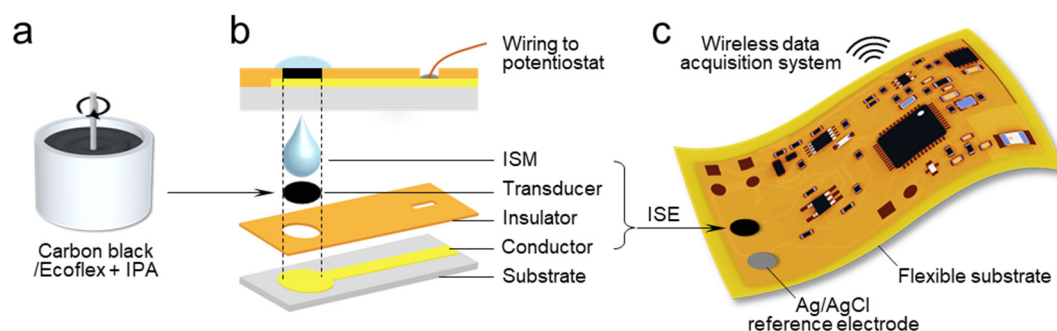 a
Carbon black
/Ecoflex + IPA
b
Wiring to
potentiostat
ISM
Transducer
Insulator
Conductor
Substrate
ISE
c
Wireless data
acquisition system
Flexible substrate
Ag/AgCl
reference electrode